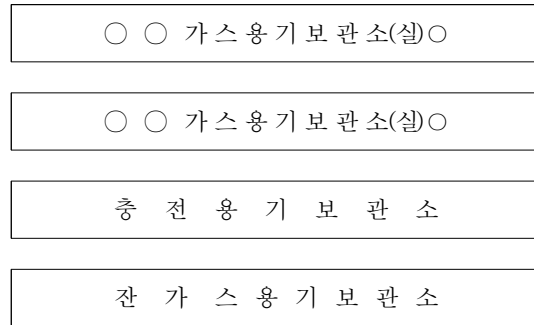 ○ ○ 가스용기보관소(실)○
○ ○ 가스용기보관소(실)○
충 전 용 기 보 관 소
잔 가 스 용 기 보 관 소